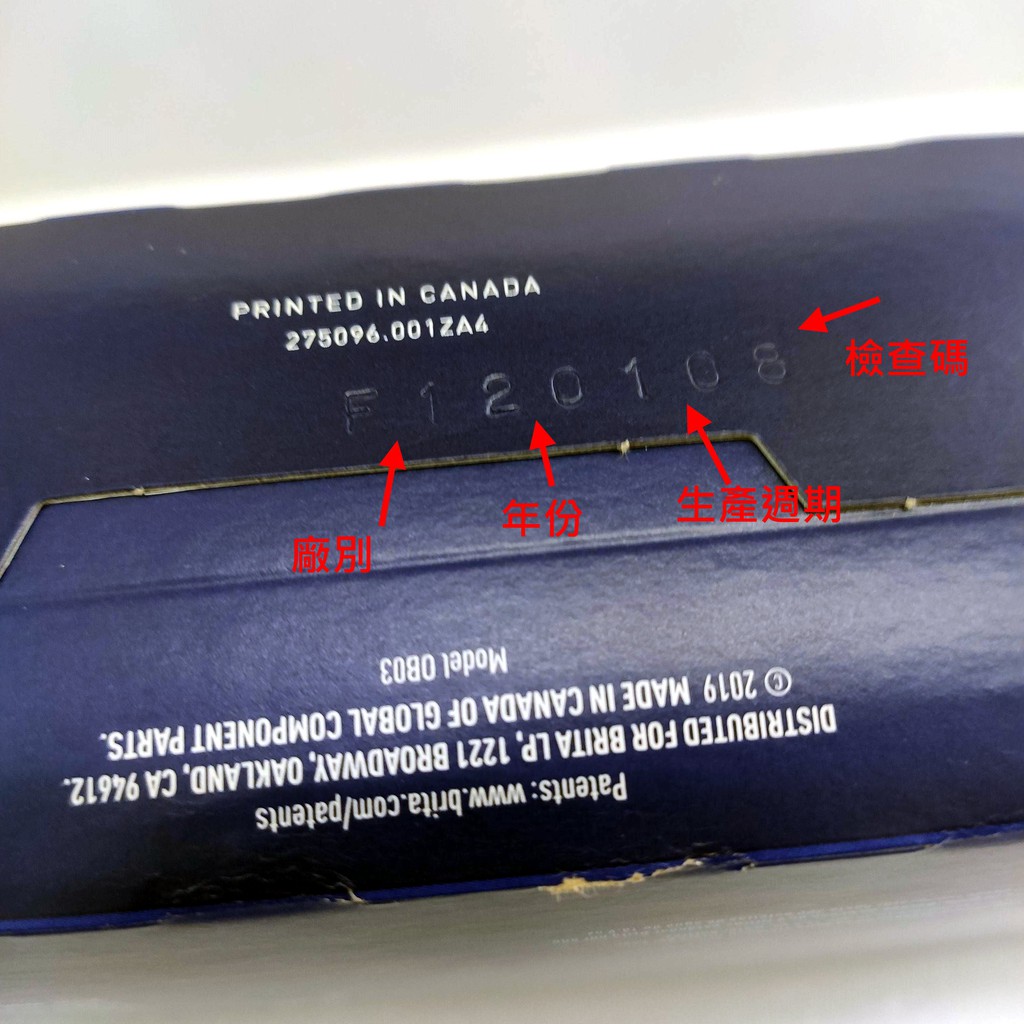 PRINTED IN CANADA
275096.001ZA4
F120108
檢查碼
年份
生產週期
廠別
Model OB03
© 2019 MADE IN CANADA OF GLOBAL COMPONENT PARTS.
DISTRIBUTED FOR BRITA LP, 1221 BROADWAY, OAKLAND, CA 94612.
Patents: www.brita.com/patents